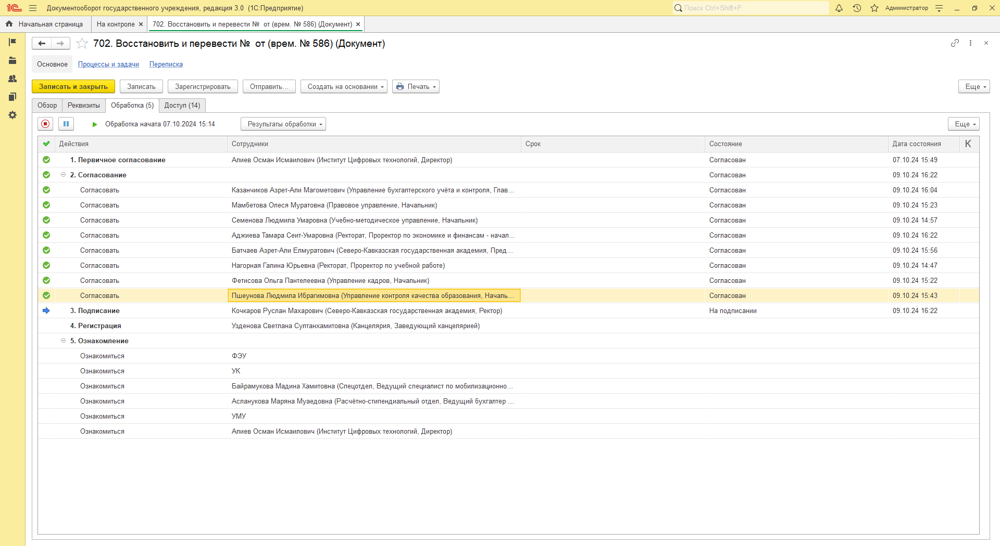 1С Документооборот государственного учреждения, редакция 3.0 (1С:Предприятие) Поиск Ctrl+Shift+F Администратор
Начальная страница На контроле × 702. Восстановить и перевести № от (врем. № 586) (Документ) ×
702. Восстановить и перевести № от (врем. № 586) (Документ)
Основное Процессы и задачи Переписка
Записать и закрыть Записать Зарегистрировать Отправить... Создать на основании Печать Еще
Обзор Реквизиты Обработка (5) Доступ (14)
Обработка начата 07.10.2024 15:14 Результаты обработки Еще
Действия Сотрудники Срок Состояние Дата состояния К
1. Первичное согласование Алиев Осман Исмаилович (Институт Цифровых технологий, Директор) Согласован 07.10.24 15:49
2. Согласование Согласован 09.10.24 16:22
Согласовать Казанчиков Азрет-Али Магометович (Управление бухгалтерского учёта и контроля, Глав... Согласован 09.10.24 16:04
Согласовать Мамбетова Олеся Муратовна (Правовое управление, Начальник) Согласован 09.10.24 15:23
Согласовать Семенова Людмила Умаровна (Учебно-методическое управление, Начальник) Согласован 09.10.24 14:57
Согласовать Аджиева Тамара Сеит-Умаровна (Ректорат, Проректор по экономике и финансам - начал... Согласован 09.10.24 16:22
Согласовать Батчаев Азрет-Али Елмуратович (Северо-Кавказская государственная академия, Пред... Согласован 09.10.24 15:56
Согласовать Нагорная Галина Юрьевна (Ректорат, Проректор по учебной работе) Согласован 09.10.24 14:47
Согласовать Фетисова Ольга Пантелеевна (Управление кадров, Начальник) Согласован 09.10.24 15:22
Согласовать Пшеунова Людмила Ибрагимовна (Управление контроля качества образования, Началь... Согласован 09.10.24 15:43
3. Подписание Кочкаров Руслан Махарович (Северо-Кавказская государственная академия, Ректор) На подписании 09.10.24 16:22
4. Регистрация Узденова Светлана Султанхамитовна (Канцелярия, Заведующий канцелярией)
5. Ознакомление
Ознакомиться ФЭУ
Ознакомиться УК
Ознакомиться Байрамукова Мадина Хамитовна (Спецотдел, Ведущий специалист по мобилизационно...
Ознакомиться Асланукова Маряна Муаедовна (Расчётно-стипендиальный отдел, Ведущий бухгалтер ...
Ознакомиться УМУ
Ознакомиться Алиев Осман Исмаилович (Институт Цифровых технологий, Директор)